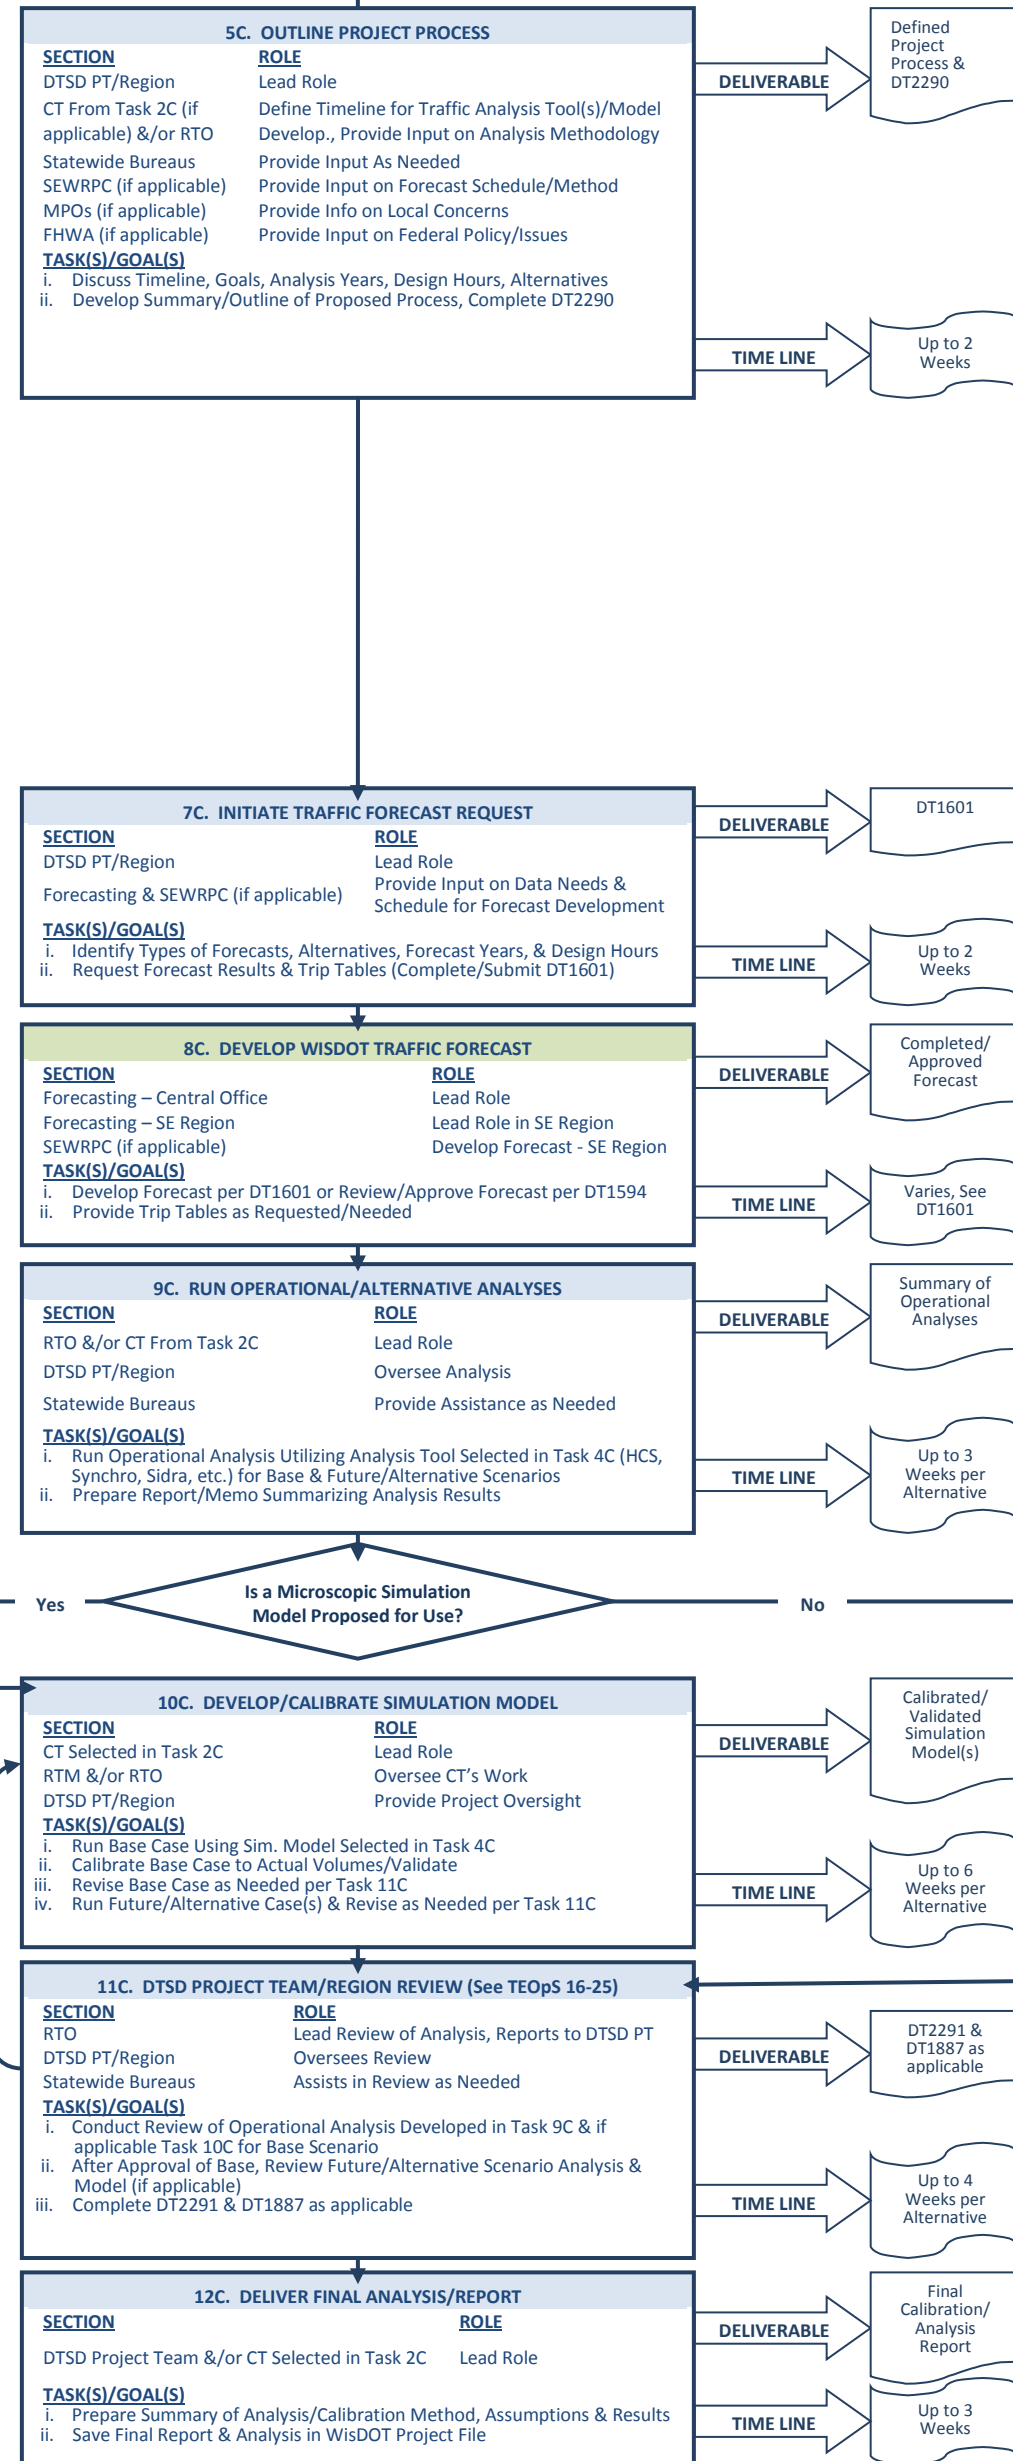 5C. OUTLINE PROJECT PROCESS
SECTION ROLE
DTSD PT/Region Lead Role
CT From Task 2C (if Define Timeline for Traffic Analysis Tool(s)/Model
applicable) &/or RTO Develop., Provide Input on Analysis Methodology
Statewide Bureaus Provide Input As Needed
SEWRPC (if applicable) Provide Input on Forecast Schedule/Method
MPOs (if applicable) Provide Info on Local Concerns
FHWA (if applicable) Provide Input on Federal Policy/Issues
TASK(S)/GOAL(S)
i. Discuss Timeline, Goals, Analysis Years, Design Hours, Alternatives
ii. Develop Summary/Outline of Proposed Process, Complete DT2290
DELIVERABLE
Defined
Project
Process &
DT2290
TIME LINE
Up to 2
Weeks
7C. INITIATE TRAFFIC FORECAST REQUEST
SECTION ROLE
DTSD PT/Region Lead Role
Forecasting & SEWRPC (if applicable) Provide Input on Data Needs &
Schedule for Forecast Development
TASK(S)/GOAL(S)
i. Identify Types of Forecasts, Alternatives, Forecast Years, & Design Hours
ii. Request Forecast Results & Trip Tables (Complete/Submit DT1601)
DELIVERABLE
DT1601
TIME LINE
Up to 2
Weeks
8C. DEVELOP WISDOT TRAFFIC FORECAST
SECTION ROLE
Forecasting – Central Office Lead Role
Forecasting – SE Region Lead Role in SE Region
SEWRPC (if applicable) Develop Forecast - SE Region
TASK(S)/GOAL(S)
i. Develop Forecast per DT1601 or Review/Approve Forecast per DT1594
ii. Provide Trip Tables as Requested/Needed
DELIVERABLE
Completed/
Approved
Forecast
TIME LINE
Varies, See
DT1601
9C. RUN OPERATIONAL/ALTERNATIVE ANALYSES
SECTION ROLE
RTO &/or CT From Task 2C Lead Role
DTSD PT/Region Oversee Analysis
Statewide Bureaus Provide Assistance as Needed
TASK(S)/GOAL(S)
i. Run Operational Analysis Utilizing Analysis Tool Selected in Task 4C (HCS,
Synchro, Sidra, etc.) for Base & Future/Alternative Scenarios
ii. Prepare Report/Memo Summarizing Analysis Results
DELIVERABLE
Summary of
Operational
Analyses
TIME LINE
Up to 3
Weeks per
Alternative
Yes
Is a Microscopic Simulation
Model Proposed for Use?
No
10C. DEVELOP/CALIBRATE SIMULATION MODEL
SECTION ROLE
CT Selected in Task 2C Lead Role
RTM &/or RTO Oversee CT's Work
DTSD PT/Region Provide Project Oversight
TASK(S)/GOAL(S)
i. Run Base Case Using Sim. Model Selected in Task 4C
ii. Calibrate Base Case to Actual Volumes/Validate
iii. Revise Base Case as Needed per Task 11C
iv. Run Future/Alternative Case(s) & Revise as Needed per Task 11C
DELIVERABLE
Calibrated/
Validated
Simulation
Model(s)
TIME LINE
Up to 6
Weeks per
Alternative
11C. DTSD PROJECT TEAM/REGION REVIEW (See TEOpS 16-25)
SECTION ROLE
RTO Lead Review of Analysis, Reports to DTSD PT
DTSD PT/Region Oversees Review
Statewide Bureaus Assists in Review as Needed
TASK(S)/GOAL(S)
i. Conduct Review of Operational Analysis Developed in Task 9C & if
applicable Task 10C for Base Scenario
ii. After Approval of Base, Review Future/Alternative Scenario Analysis &
Model (if applicable)
iii. Complete DT2291 & DT1887 as applicable
DELIVERABLE
DT2291 &
DT1887 as
applicable
TIME LINE
Up to 4
Weeks per
Alternative
12C. DELIVER FINAL ANALYSIS/REPORT
SECTION ROLE
DTSD Project Team &/or CT Selected in Task 2C Lead Role
TASK(S)/GOAL(S)
i. Prepare Summary of Analysis/Calibration Method, Assumptions & Results
ii. Save Final Report & Analysis in WisDOT Project File
DELIVERABLE
Final
Calibration/
Analysis
Report
TIME LINE
Up to 3
Weeks